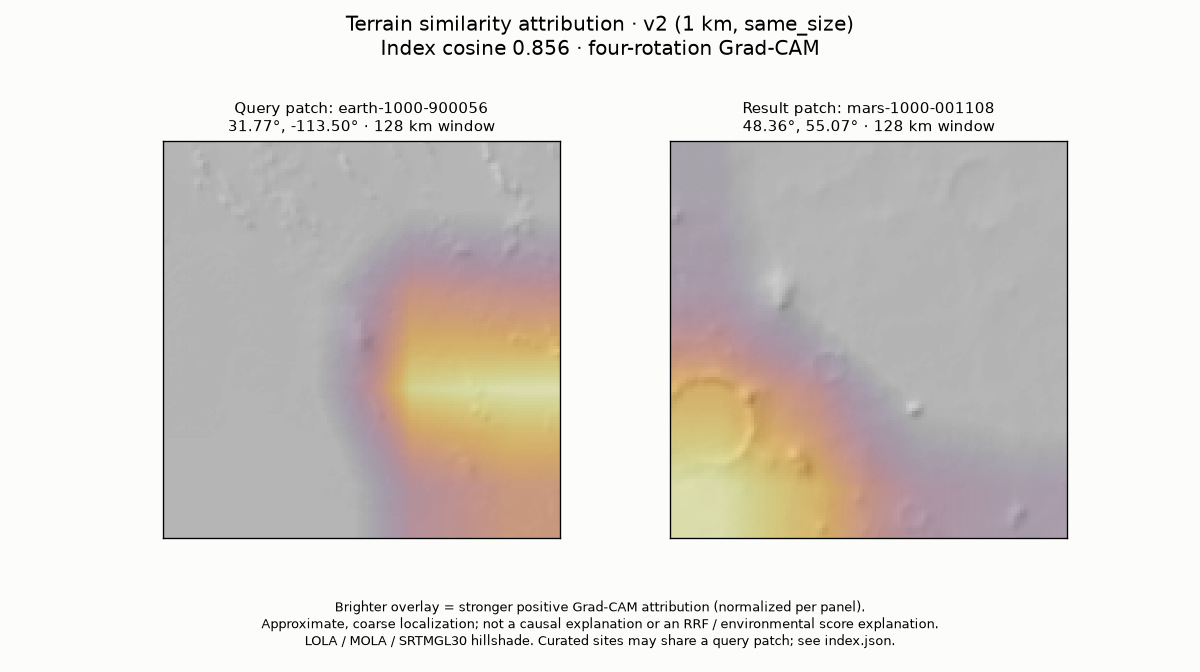 Terrain similarity attribution · v2 (1 km, same_size)
Index cosine 0.856 · four-rotation Grad-CAM
Query patch: earth-1000-900056
31.77°, -113.50° · 128 km window
Result patch: mars-1000-001108
48.36°, 55.07° · 128 km window
Brighter overlay = stronger positive Grad-CAM attribution (normalized per panel).
Approximate, coarse localization; not a causal explanation or an RRF / environmental score explanation.
LOLA / MOLA / SRTMGL30 hillshade. Curated sites may share a query patch; see index.json.